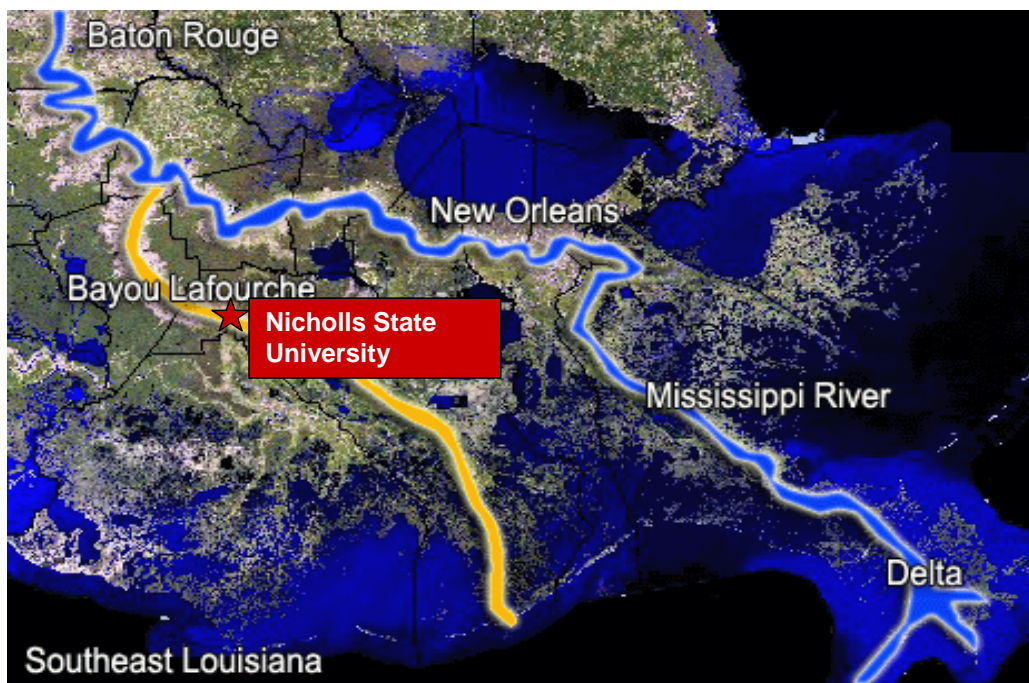 Baton Rouge
New Orleans
Bayou Lafourche
Nicholls State
University
Mississippi River
Delta
Southeast Louisiana